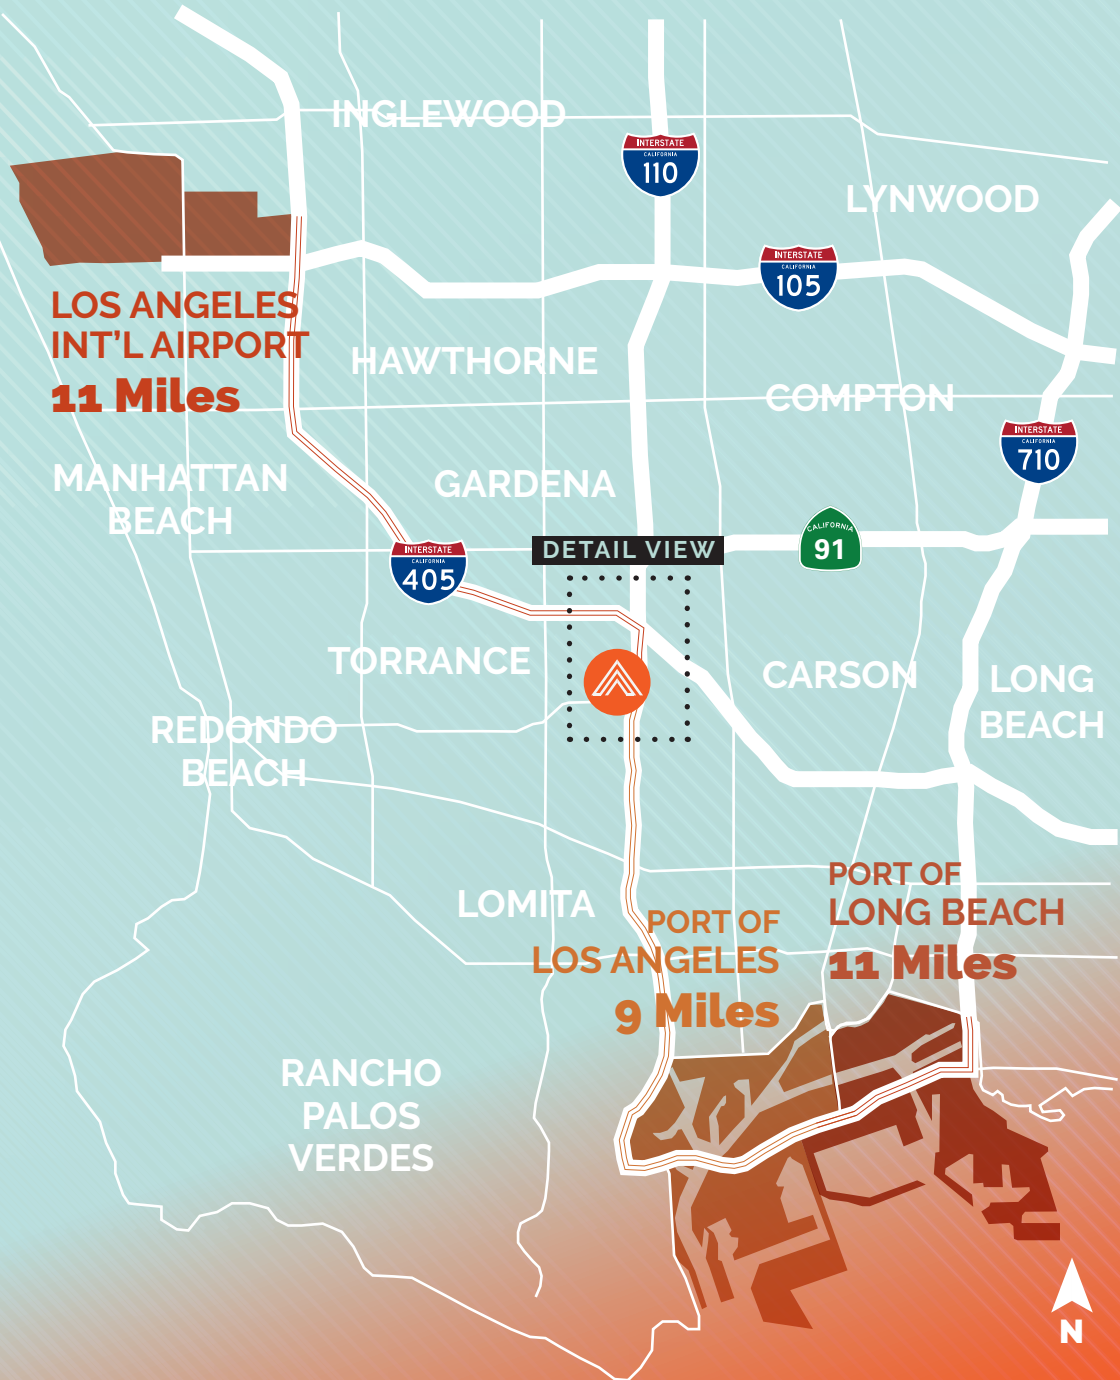 INGLEWOOD
INTERSTATE
CALIFORNIA
110
LYNWOOD
INTERSTATE
CALIFORNIA
105
LOS ANGELES
INT'L AIRPORT
11 Miles
HAWTHORNE
COMPTON
INTERSTATE
CALIFORNIA
710
MANHATTAN
BEACH
GARDENA
DETAIL VIEW
CALIFORNIA
91
INTERSTATE
CALIFORNIA
405
TORRANCE
CARSON
LONG
BEACH
REDONDO
BEACH
LOMITA
PORT OF
LOS ANGELES
9 Miles
PORT OF
LONG BEACH
11 Miles
RANCHO
PALOS
VERDES
N